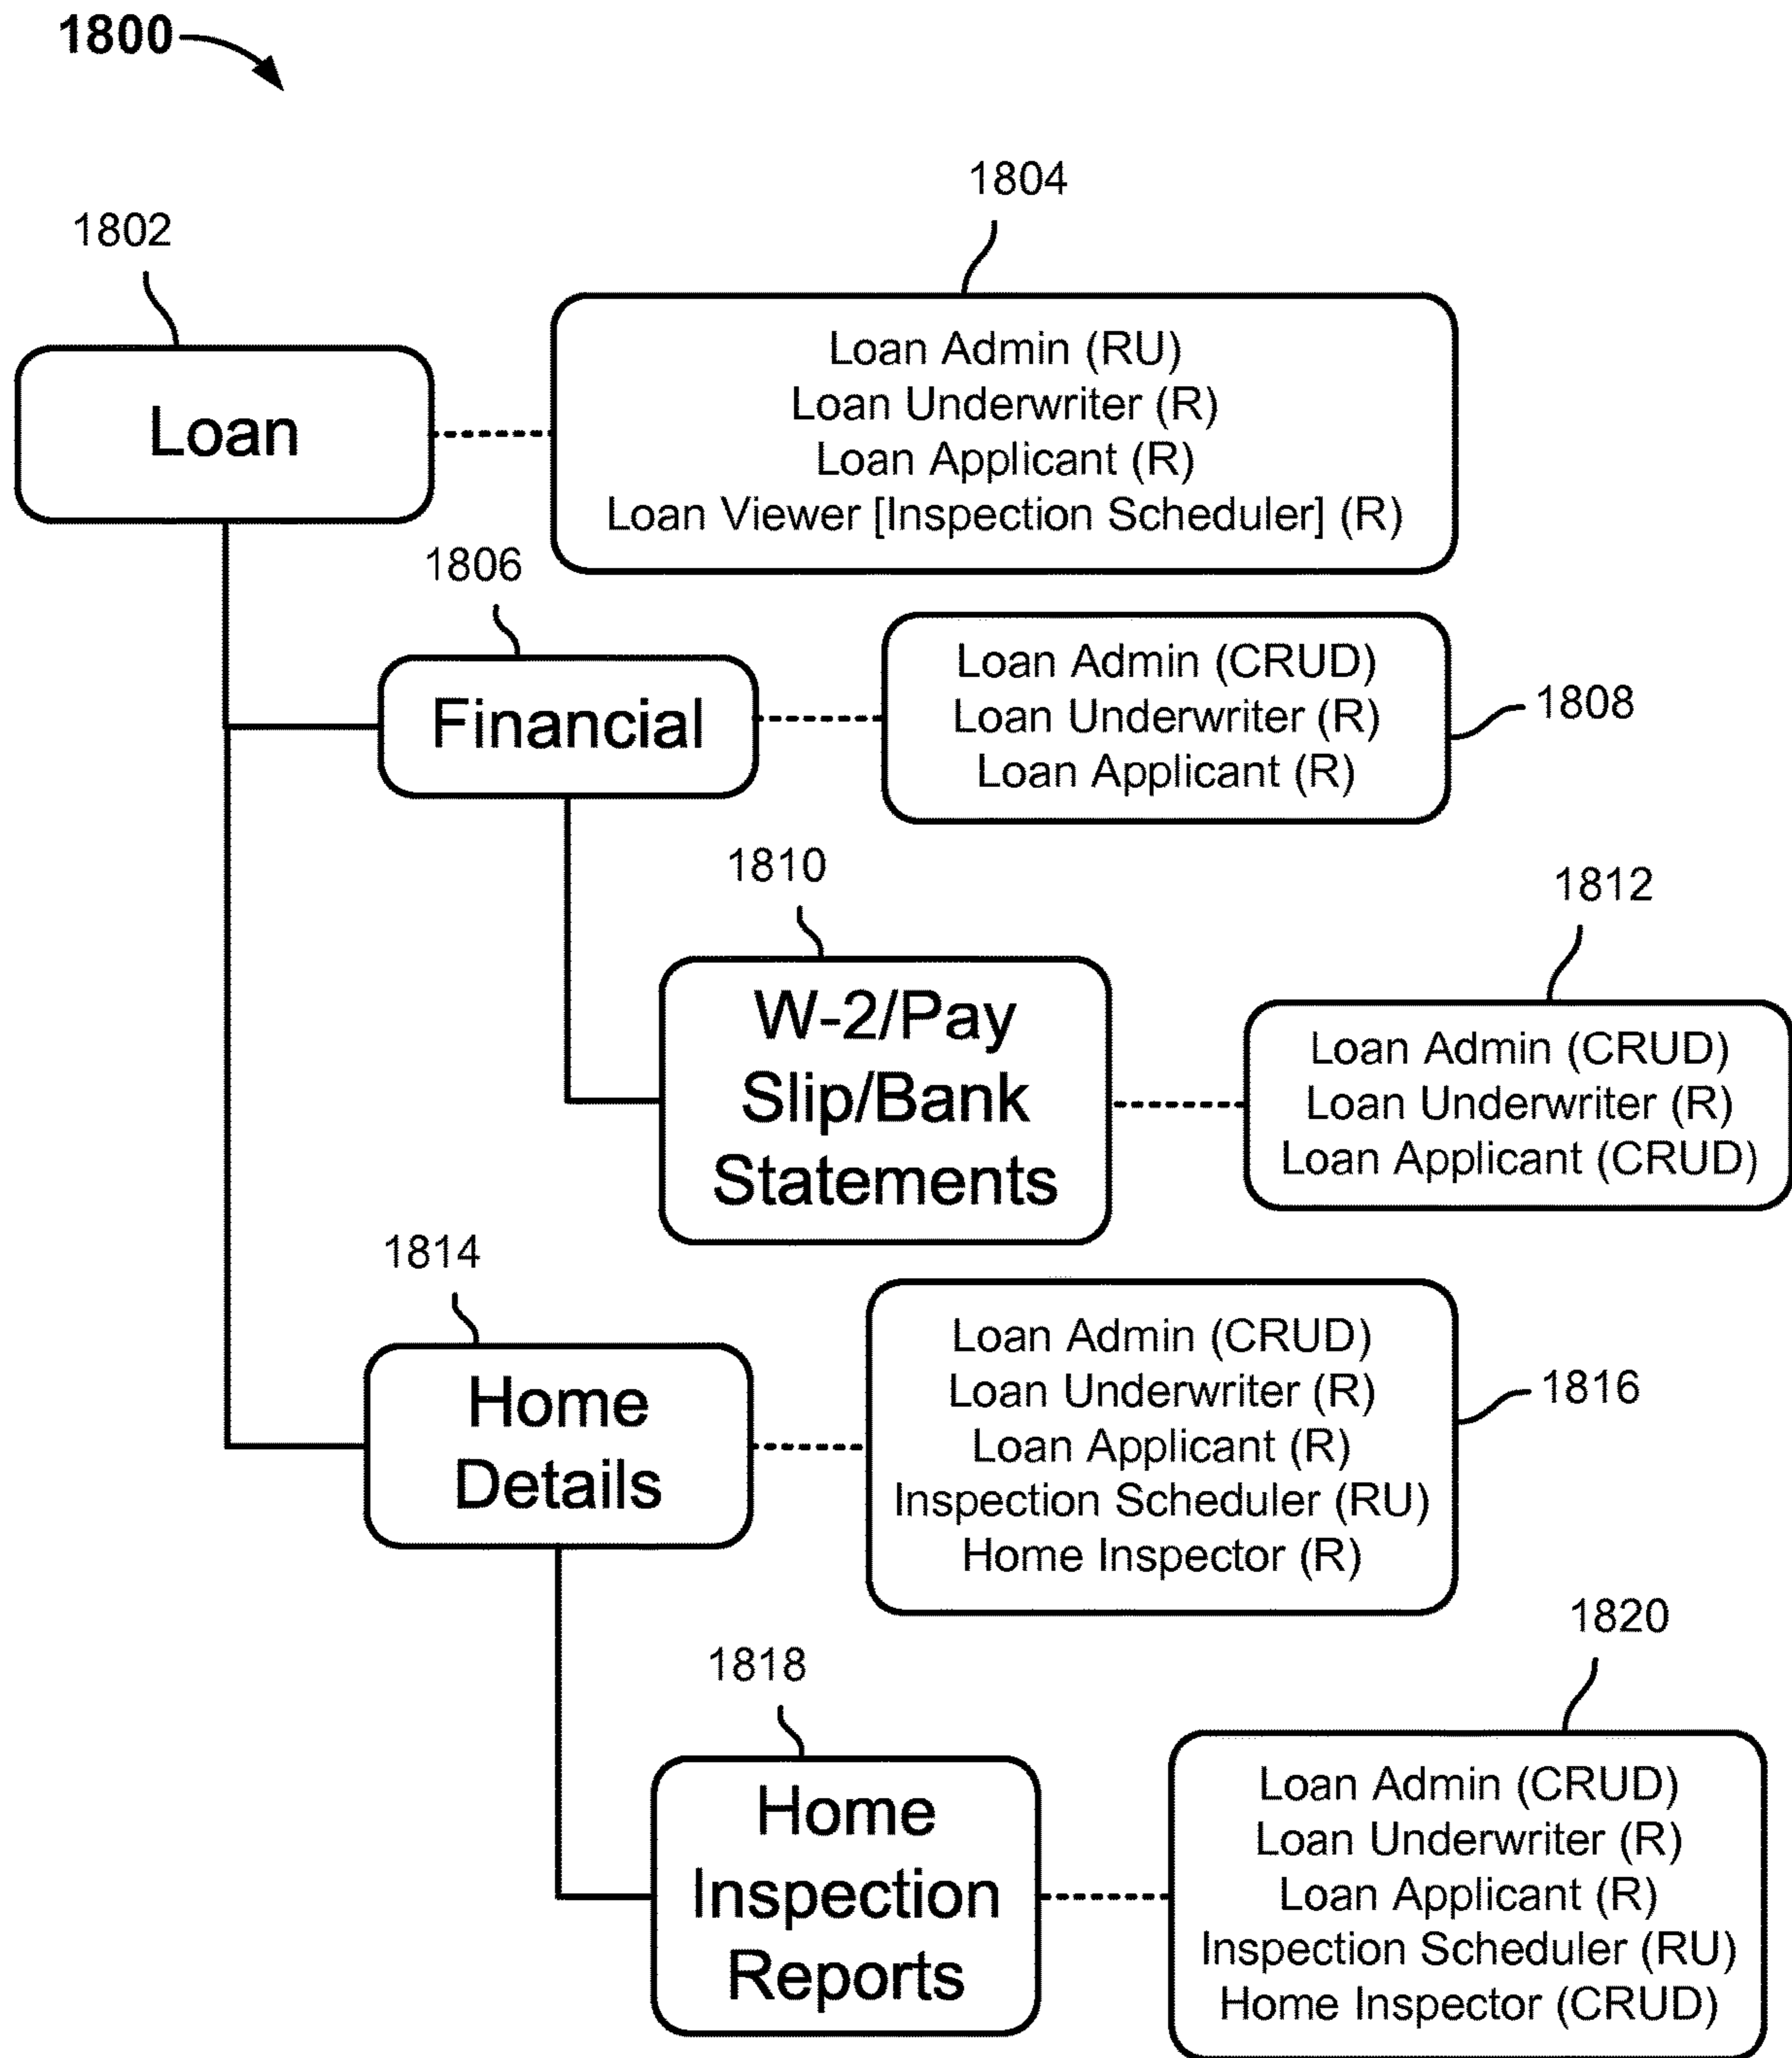 1800
1804
1802
Loan Admin (RU)
Loan Underwriter (R)
Loan Applicant (R)
Loan Viewer [Inspection Scheduler] (R)
Loan
1806
Loan Admin (CRUD)
Loan Underwriter (R)
Loan Applicant (R)
1808
Financial
1810
1812
W-2/Pay
Slip/Bank
Statements
Loan Admin (CRUD)
Loan Underwriter (R)
Loan Applicant (CRUD)
1814
Home
Details
Loan Admin (CRUD)
Loan Underwriter (R)
Loan Applicant (R)
Inspection Scheduler (RU)
Home Inspector (R)
1816
1818
1820
Home
Inspection
Reports
Loan Admin (CRUD)
Loan Underwriter (R)
Loan Applicant (R)
Inspection Scheduler (RU)
Home Inspector (CRUD)